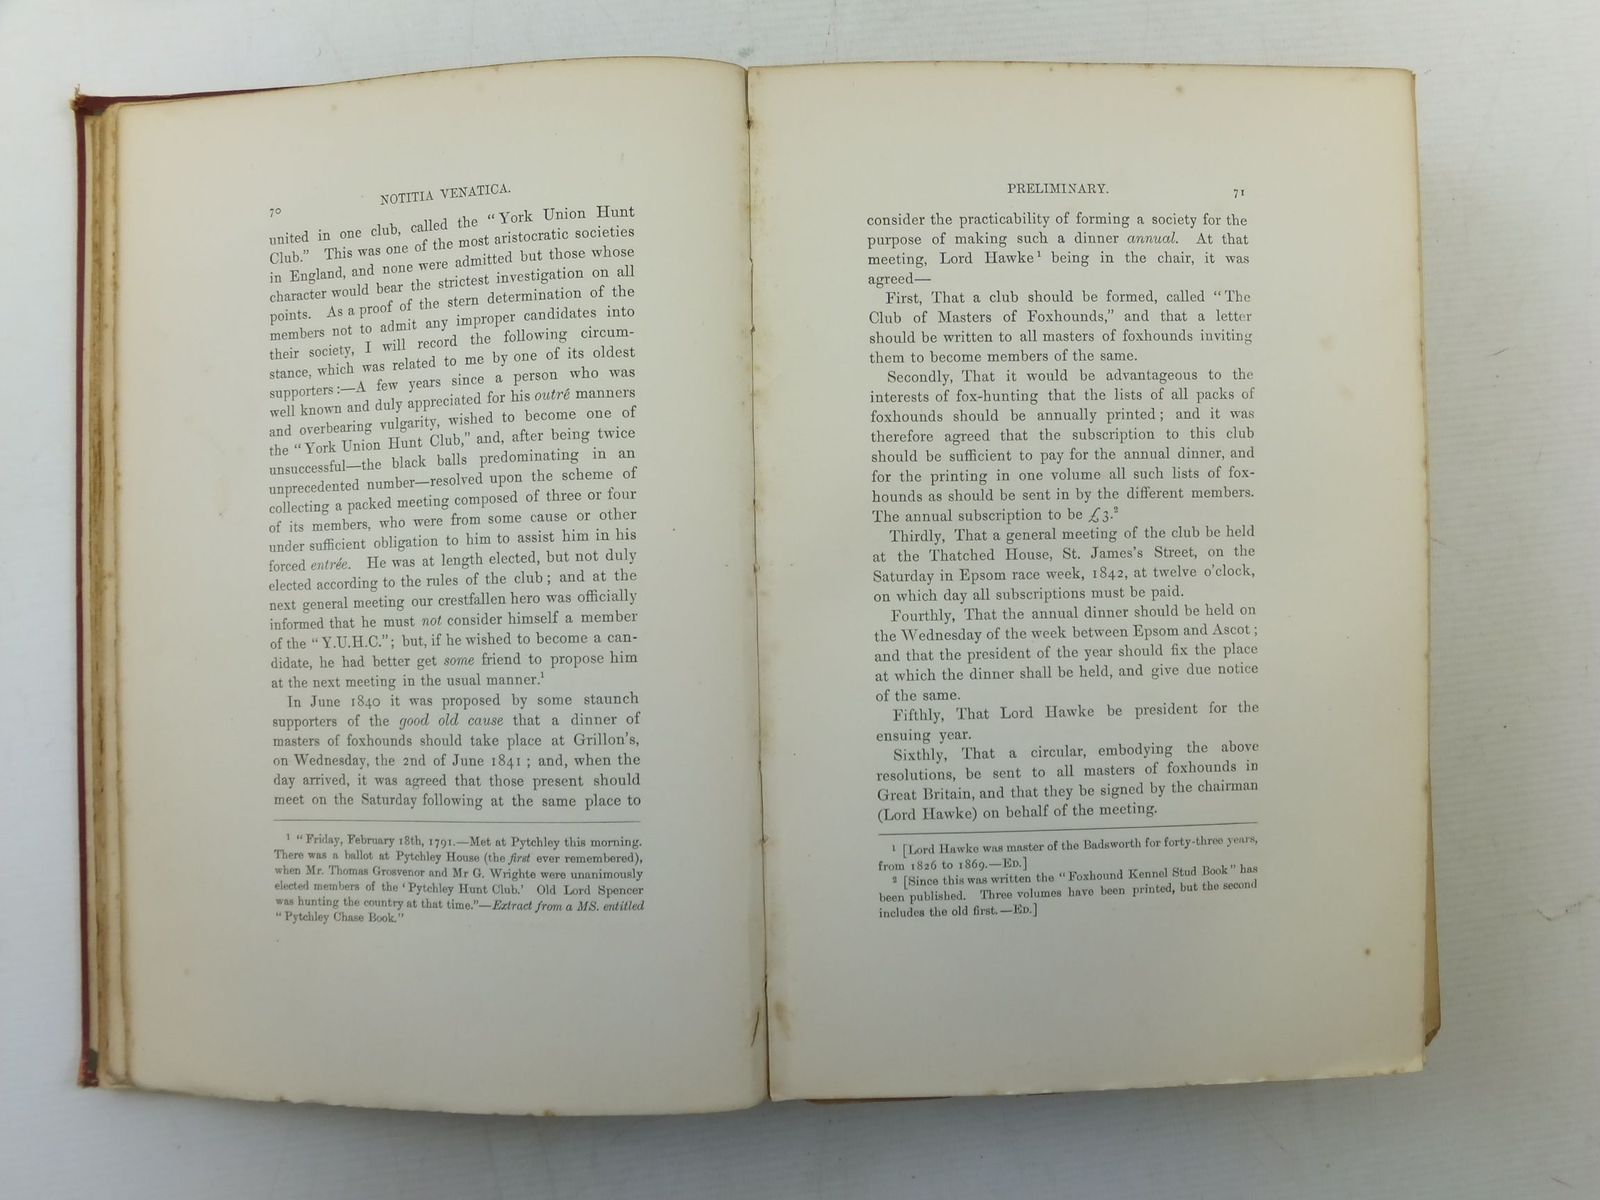 70
NOTITIA VENATICA.
united in one club, called the “York Union Hunt
Club.” This was one of the most aristocratic societies
in England, and none were admitted but those whose
character would bear the strictest investigation on all
points. As a proof of the stern determination of the
members not to admit any improper candidates into
their society, I will record the following circum-
stance, which was related to me by one of its oldest
supporters:—A few years since a person who was
well known and duly appreciated for his outré manners
and overbearing vulgarity, wished to become one of
the “York Union Hunt Club,” and, after being twice
unsuccessful—the black balls predominating in an
unprecedented number—resolved upon the scheme of
collecting a packed meeting composed of three or four
of its members, who were from some cause or other
under sufficient obligation to him to assist him in his
forced entrée. He was at length elected, but not duly
elected according to the rules of the club; and at the
next general meeting our crestfallen hero was officially
informed that he must not consider himself a member
of the “Y.U.H.C.”; but, if he wished to become a can-
didate, he had better get some friend to propose him
at the next meeting in the usual manner.¹
In June 1840 it was proposed by some staunch
supporters of the good old cause that a dinner of
masters of foxhounds should take place at Grillon’s,
on Wednesday, the 2nd of June 1841; and, when the
day arrived, it was agreed that those present should
meet on the Saturday following at the same place to
¹ “Friday, February 18th, 1791.—Met at Pytchley this morning.
There was a ballot at Pytchley House (the first ever remembered),
when Mr. Thomas Grosvenor and Mr G. Wrighte were unanimously
elected members of the ‘Pytchley Hunt Club.’ Old Lord Spencer
was hunting the country at that time.”—Extract from a MS. entitled
“Pytchley Chase Book.”
PRELIMINARY.
71
consider the practicability of forming a society for the
purpose of making such a dinner annual. At that
meeting, Lord Hawke¹ being in the chair, it was
agreed—
First, That a club should be formed, called “The
Club of Masters of Foxhounds,” and that a letter
should be written to all masters of foxhounds inviting
them to become members of the same.
Secondly, That it would be advantageous to the
interests of fox-hunting that the lists of all packs of
foxhounds should be annually printed; and it was
therefore agreed that the subscription to this club
should be sufficient to pay for the annual dinner, and
for the printing in one volume all such lists of fox-
hounds as should be sent in by the different members.
The annual subscription to be £3.²
Thirdly, That a general meeting of the club be held
at the Thatched House, St. James’s Street, on the
Saturday in Epsom race week, 1842, at twelve o’clock,
on which day all subscriptions must be paid.
Fourthly, That the annual dinner should be held on
the Wednesday of the week between Epsom and Ascot;
and that the president of the year should fix the place
at which the dinner shall be held, and give due notice
of the same.
Fifthly, That Lord Hawke be president for the
ensuing year.
Sixthly, That a circular, embodying the above
resolutions, be sent to all masters of foxhounds in
Great Britain, and that they be signed by the chairman
(Lord Hawke) on behalf of the meeting.
¹ [Lord Hawke was master of the Badsworth for forty-three years,
from 1826 to 1869.—ED.]
² [Since this was written the “Foxhound Kennel Stud Book” has
been published. Three volumes have been printed, but the second
includes the old first.—ED.]